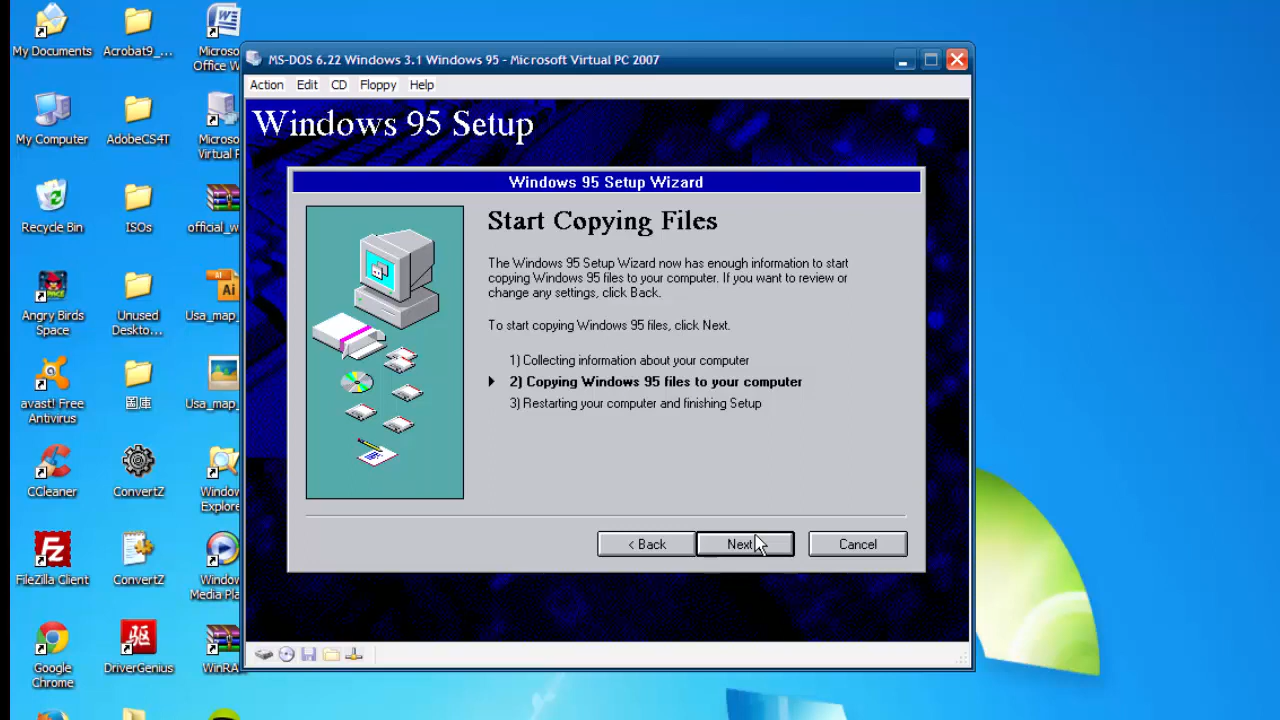 My Documents
Acrobat9_...
Microso
Office W
My Computer
AdobeCS4T
Microso
Virtual P
Recycle Bin
ISOs
official_w
Angry Birds
Space
Unused
Deskto...
Ai
Usa_map_
avast! Free
Antivirus
圖庫
Usa_map_
CCleaner
ConvertZ
Window
Explore
Fz
FileZilla Client
ConvertZ
Window
Media Pla
Google
Chrome
驱
DriverGenius
WinRA
MS-DOS 6.22 Windows 3.1 Windows 95 - Microsoft Virtual PC 2007
Action Edit CD Floppy Help
Windows 95 Setup
Windows 95 Setup Wizard
Start Copying Files
The Windows 95 Setup Wizard now has enough information to start
copying Windows 95 files to your computer. If you want to review or
change any settings, click Back.
To start copying Windows 95 files, click Next.
1) Collecting information about your computer
2) Copying Windows 95 files to your computer
3) Restarting your computer and finishing Setup
< Back Next Cancel